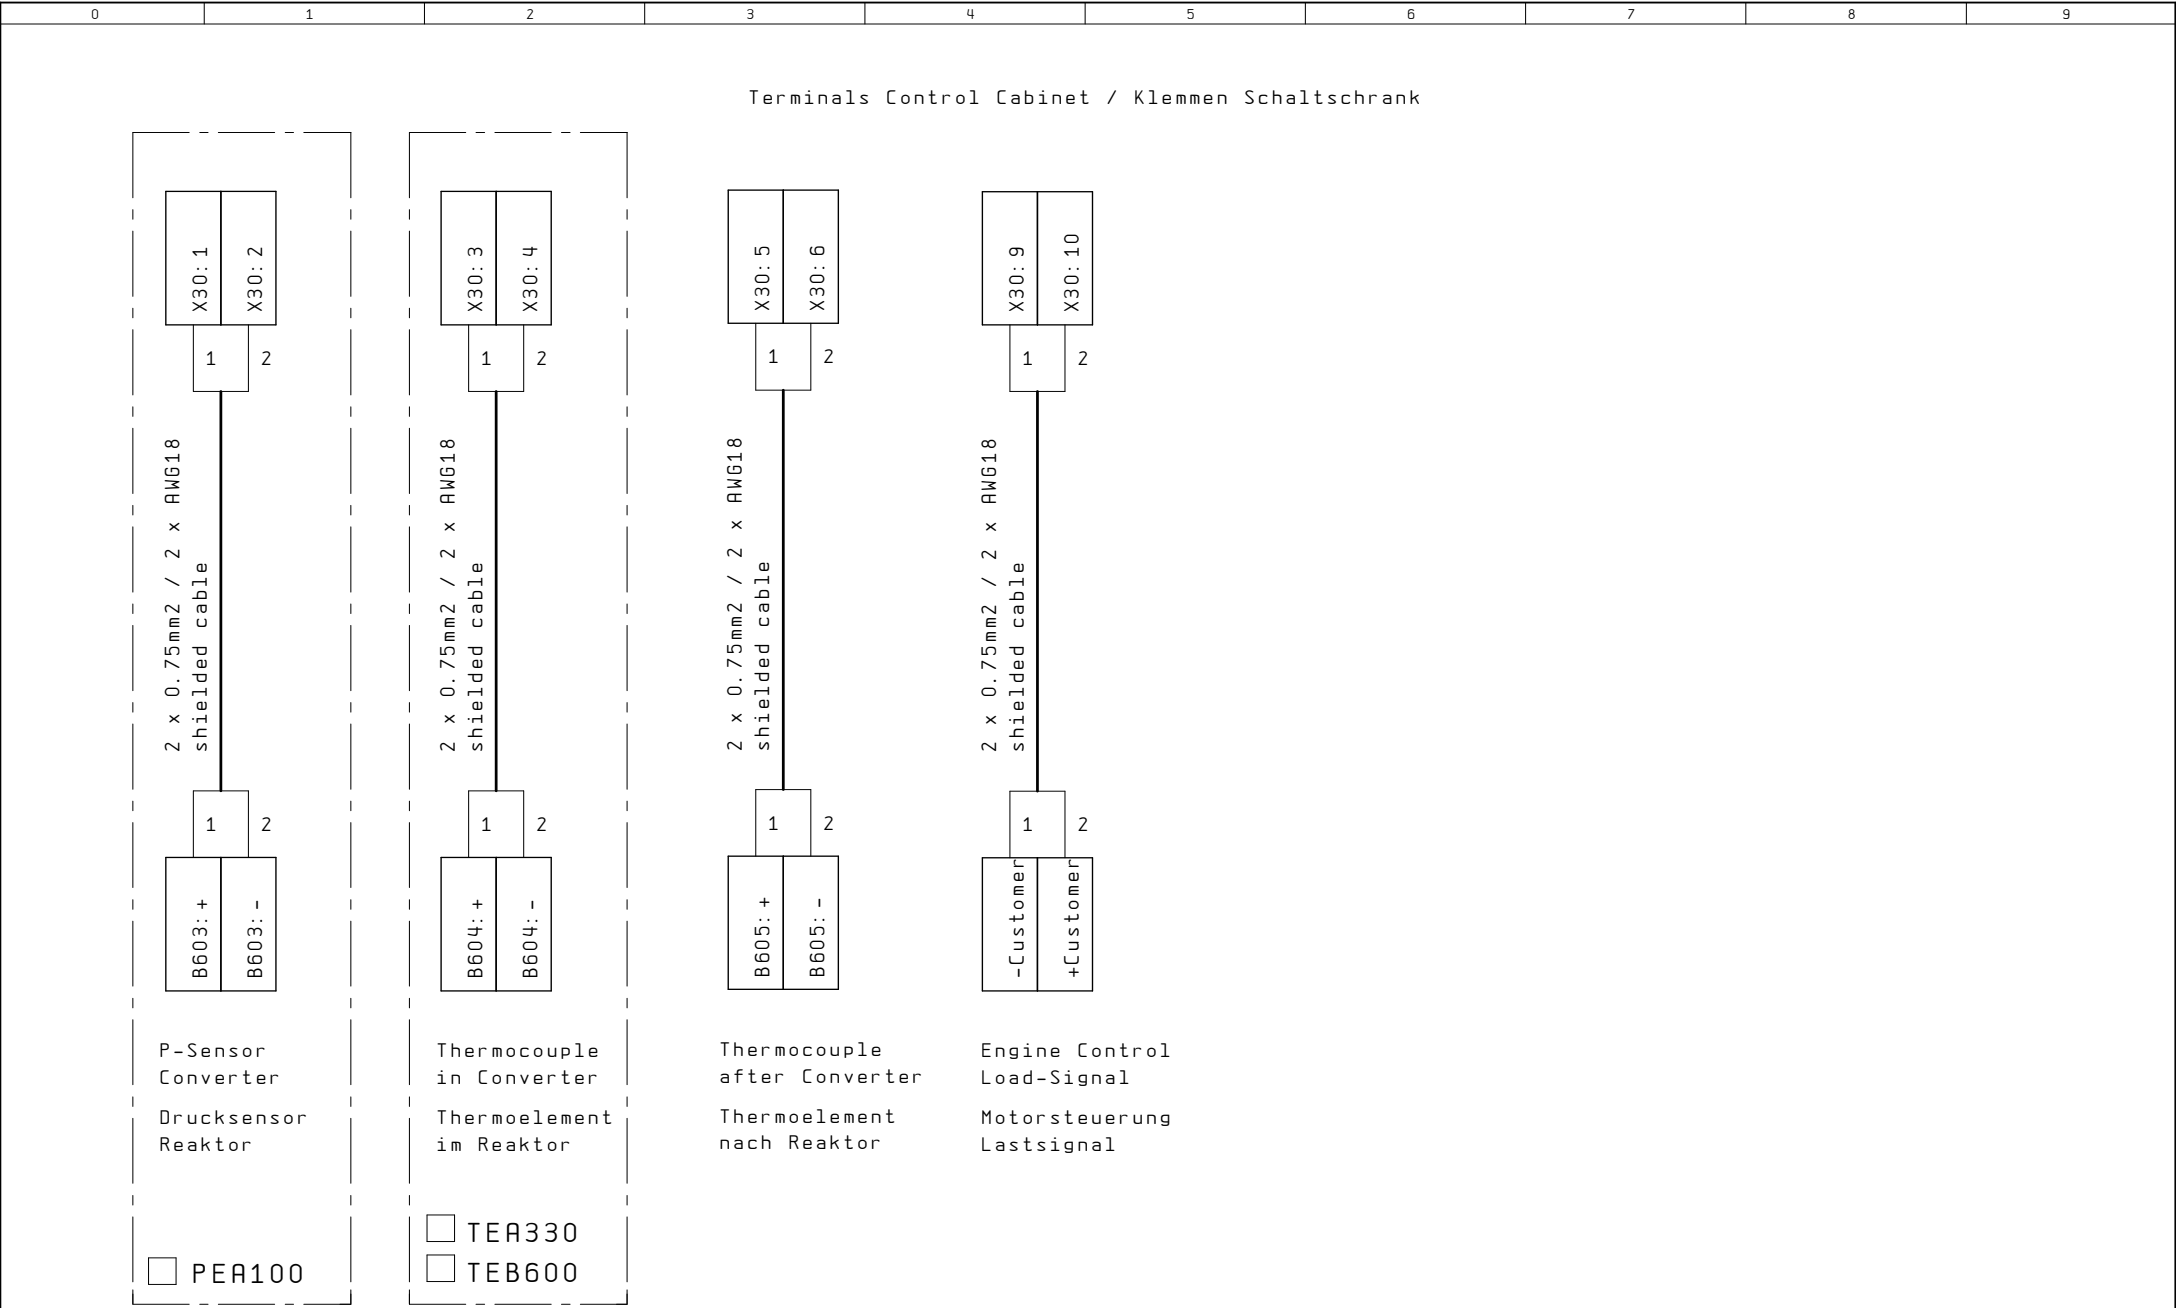 0 1 2 3 4 5 6 7 8 9
Terminals Control Cabinet / Klemmen Schaltschrank
X30:1
X30:2
1 2
2 x 0.75mm2 / 2 x AWG18
shielded cable
1 2
B603:+
B603:-
P-Sensor
Converter
Drucksensor
Reaktor
PEA100
X30:3
X30:4
1 2
2 x 0.75mm2 / 2 x AWG18
shielded cable
1 2
B604:+
B604:-
Thermocouple
in Converter
Thermoelement
im Reaktor
TEA330
TEB600
X30:5
X30:6
1 2
2 x 0.75mm2 / 2 x AWG18
shielded cable
1 2
B605:+
B605:-
Thermocouple
after Converter
Thermoelement
nach Reaktor
X30:9
X30:10
1 2
2 x 0.75mm2 / 2 x AWG18
shielded cable
1 2
-Customer
+Customer
Engine Control
Load-Signal
Motorsteuerung
Lastsignal